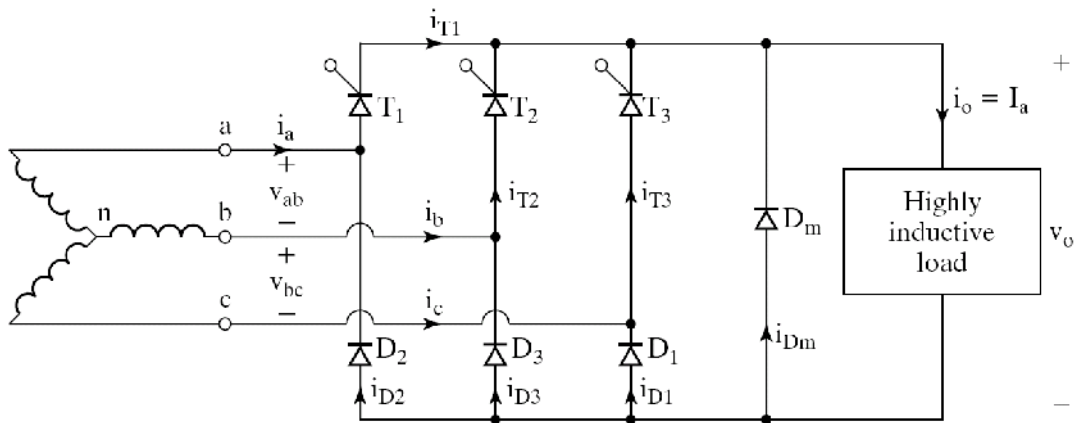 i_T1
+
T_1
T_2
T_3
i_o = I_a
a
i_a
+
v_ab
i_T2
i_T3
Highly
inductive
load
n
b
−
i_b
D_m
v_o
+
v_bc
c
−
i_c
D_2
D_3
D_1
i_Dm
i_D2
i_D3
i_D1
−